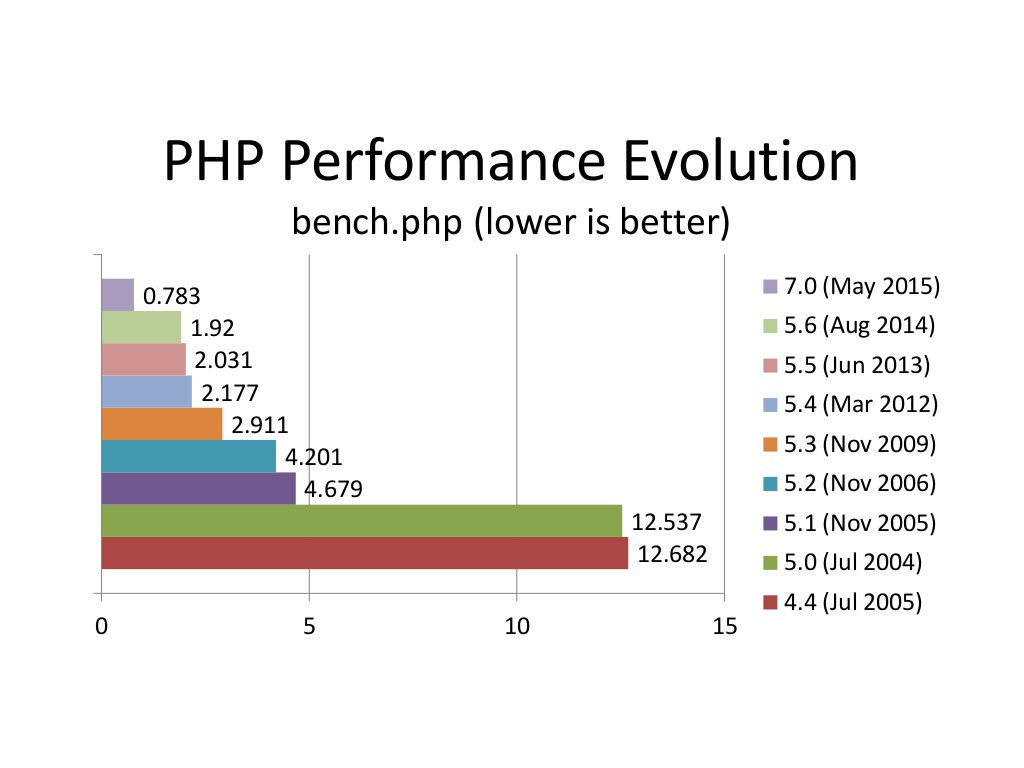 PHP Performance Evolution
bench.php (lower is better)
0.783
1.92
2.031
2.177
2.911
4.201
4.679
12.537
12.682
0 5 10 15
7.0 (May 2015)
5.6 (Aug 2014)
5.5 (Jun 2013)
5.4 (Mar 2012)
5.3 (Nov 2009)
5.2 (Nov 2006)
5.1 (Nov 2005)
5.0 (Jul 2004)
4.4 (Jul 2005)